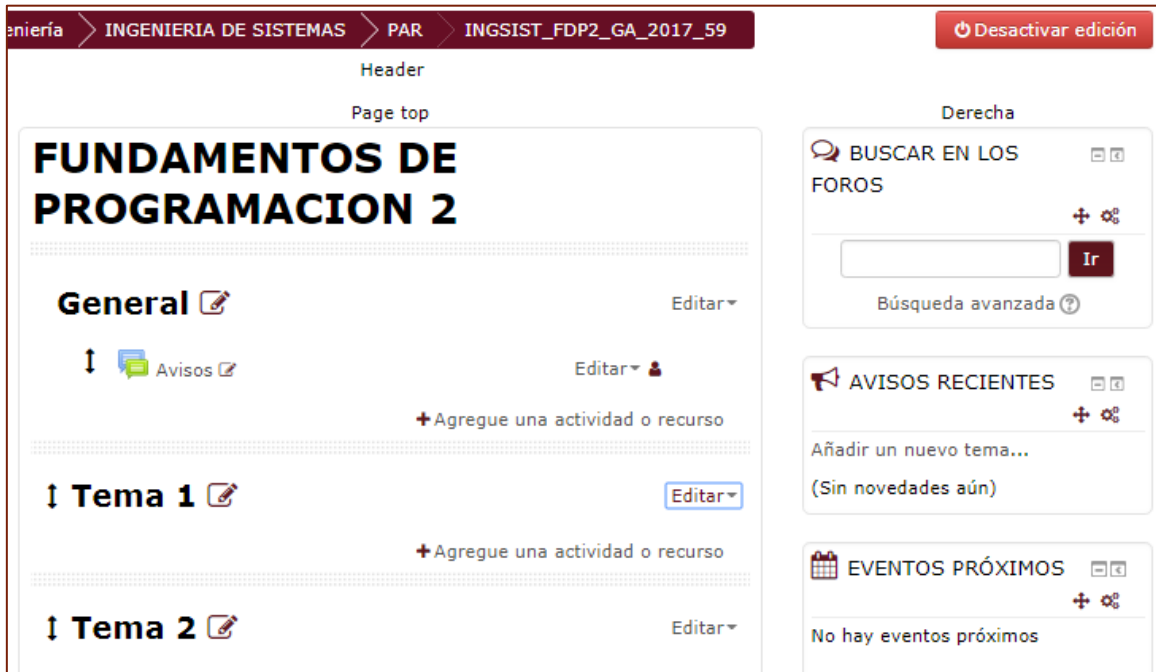 eniería INGENIERIA DE SISTEMAS PAR INGSIST_FDP2_GA_2017_59
Desactivar edición
Header
Page top
FUNDAMENTOS DE
PROGRAMACION 2
General
Editar
Avisos
Editar
Agregue una actividad o recurso
Tema 1
Editar
Agregue una actividad o recurso
Tema 2
Editar
Derecha
BUSCAR EN LOS
FOROS
Ir
Búsqueda avanzada
AVISOS RECIENTES
Añadir un nuevo tema...
(Sin novedades aún)
EVENTOS PRÓXIMOS
No hay eventos próximos